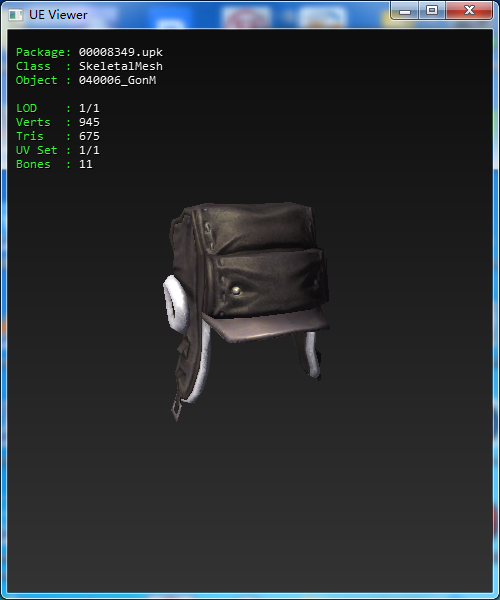 UE Viewer
Package: 00008349.upk
Class : SkeletalMesh
Object : 040006_GonM
LOD : 1/1
Verts : 945
Tris : 675
UV Set : 1/1
Bones : 11